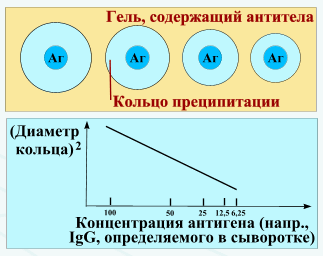 Гель, содержащий антитела
Аг Аг Аг Аг
Кольцо преципитации
(Диаметр
кольца)²
100 50 25 12,5 6,25
Концентрация антигена (напр.,
IgG, определяемого в сыворотке)